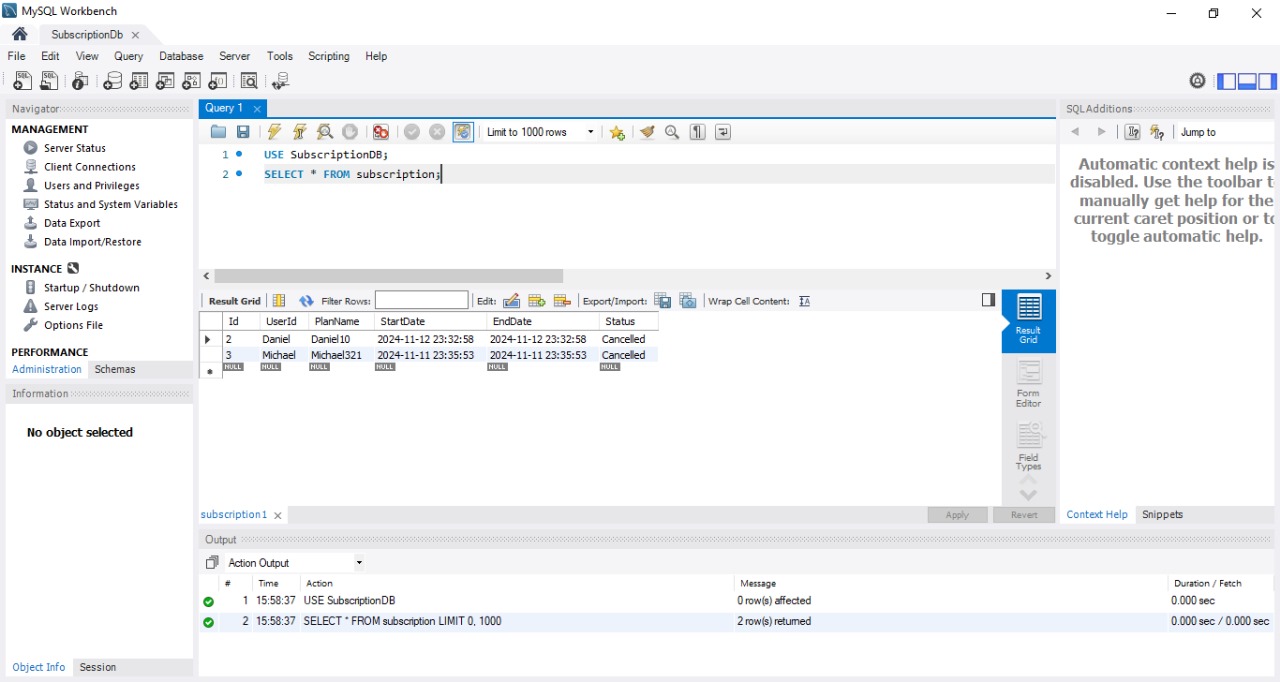 MySQL Workbench
SubscriptionDb
File Edit View Query Database Server Tools Scripting Help
Navigator
MANAGEMENT
Server Status
Client Connections
Users and Privileges
Status and System Variables
Data Export
Data Import/Restore
INSTANCE
Startup / Shutdown
Server Logs
Options File
PERFORMANCE
Administration Schemas
Information
No object selected
Object Info Session
Query 1
Limit to 1000 rows
1 USE SubscriptionDB;
2 SELECT * FROM subscription;
Result Grid Filter Rows: Edit: Export/Import: Wrap Cell Content:
Id UserId PlanName StartDate EndDate Status
2 Daniel Daniel10 2024-11-12 23:32:58 2024-11-12 23:32:58 Cancelled
3 Michael Michael321 2024-11-11 23:35:53 2024-11-11 23:35:53 Cancelled
NULL NULL NULL NULL NULL NULL
Result
Grid
Form
Editor
Field
Types
subscription1 Apply Revert
SQLAdditions
Jump to
Automatic context help is
disabled. Use the toolbar t
manually get help for the
current caret position or to
toggle automatic help.
Context Help Snippets
Output
Action Output
# Time Action Message Duration / Fetch
1 15:58:37 USE SubscriptionDB 0 row(s) affected 0.000 sec
2 15:58:37 SELECT * FROM subscription LIMIT 0, 1000 2 row(s) returned 0.000 sec / 0.000 sec